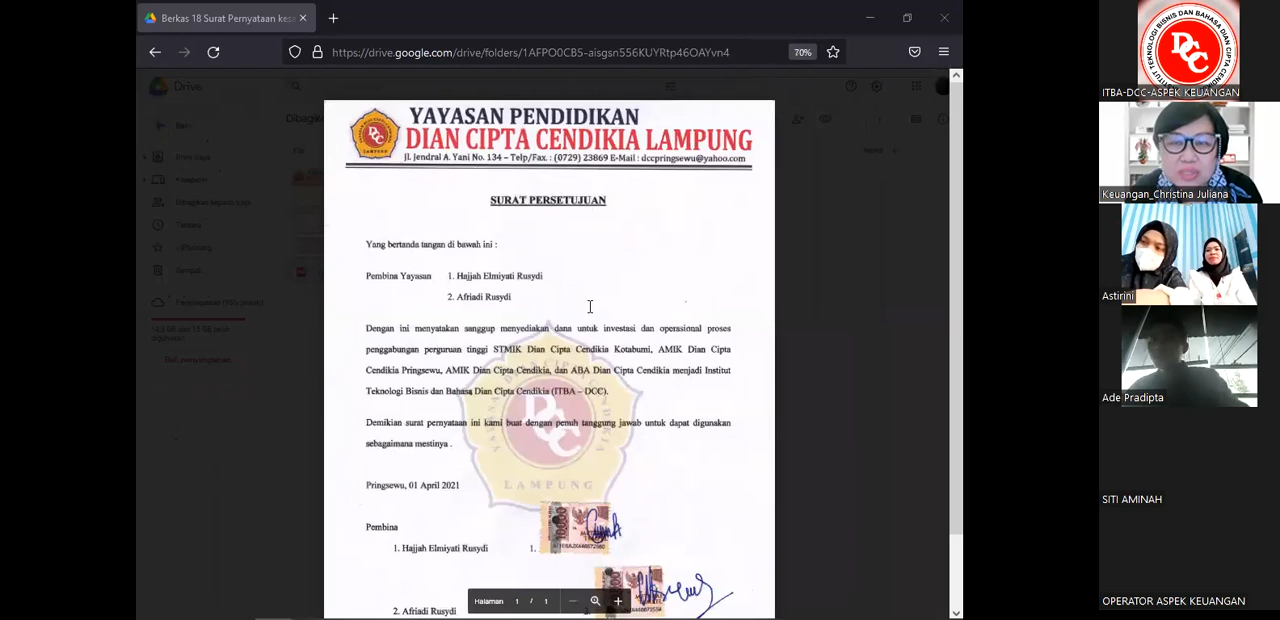 Berkas 18 Surat Pernyataan kesa
https://drive.google.com/drive/folders/1AFPO0CB5-aisgsn556KUYRtp46OAYvn4
70%
Drive
YAYASAN PENDIDIKAN
DIAN CIPTA CENDIKIA LAMPUNG
Jl. Jendral A. Yani No. 134 – Telp/Fax. : (0729) 23869 E-Mail : dccpringsewu@yahoo.com
SURAT PERSETUJUAN
Yang bertanda tangan di bawah ini :
Pembina Yayasan 1. Hajjah Elmiyati Rusydi
2. Afriadi Rusydi
Dengan ini menyatakan sanggup menyediakan dana untuk investasi dan operasional proses
penggabungan perguruan tinggi STMIK Dian Cipta Cendikia Kotabumi, AMIK Dian Cipta
Cendikia Pringsewu, AMIK Dian Cipta Cendikia, dan ABA Dian Cipta Cendikia menjadi Institut
Teknologi Bisnis dan Bahasa Dian Cipta Cendikia (ITBA – DCC).
Demikian surat pernyataan ini kami buat dengan penuh tanggung jawab untuk dapat digunakan
sebagaimana mestinya .
LAMPUNG
Pringsewu, 01 April 2021
Pembina
10000
1. Hajjah Elmiyati Rusydi 1.
2. Afriadi Rusydi
Halaman 1 / 1
DCC
ITBA-DCC-ASPEK KEUANGAN
Keuangan_Christina Juliana
Astirini
Ade Pradipta
SITI AMINAH
OPERATOR ASPEK KEUANGAN